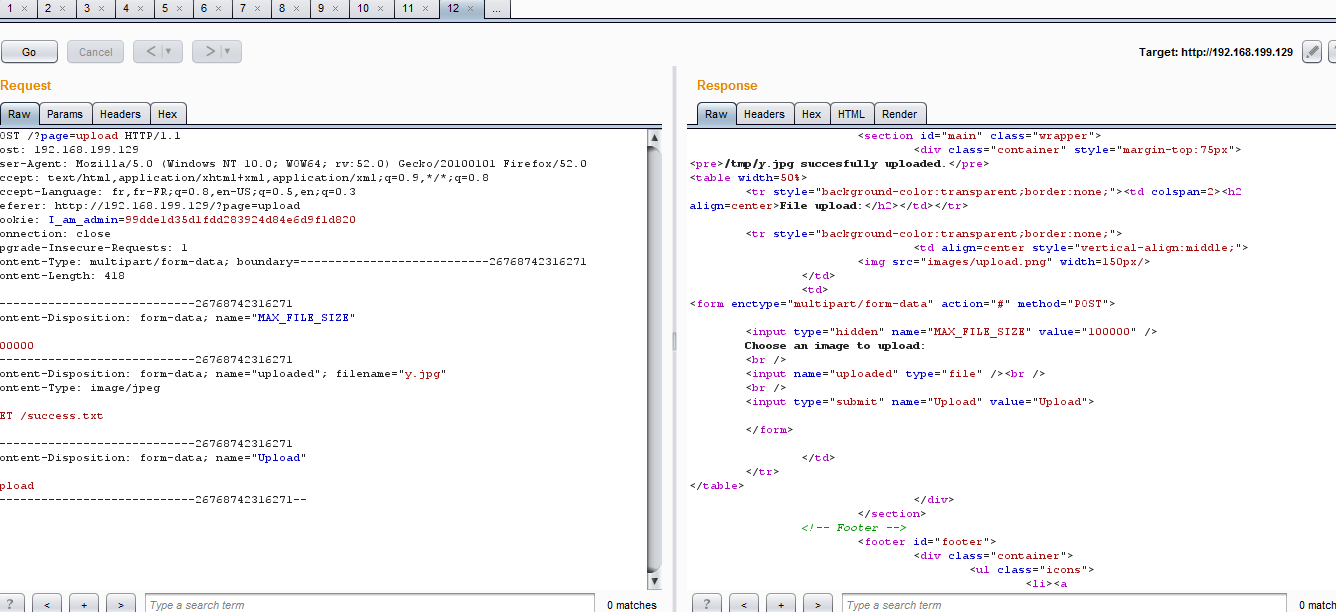 1 × 2 × 3 × 4 × 5 × 6 × 7 × 8 × 9 × 10 × 11 × 12 × ...
Go Cancel < ▼ > ▼ Target: http://192.168.199.129 ?
Request
Raw Params Headers Hex
OST /?page=upload HTTP/1.1
ost: 192.168.199.129
ser-Agent: Mozilla/5.0 (Windows NT 10.0; WOW64; rv:52.0) Gecko/20100101 Firefox/52.0
ccept: text/html,application/xhtml+xml,application/xml;q=0.9,*/*;q=0.8
ccept-Language: fr,fr-FR;q=0.8,en-US;q=0.5,en;q=0.3
eferer: http://192.168.199.129/?page=upload
ookie: I_am_admin=99dde1d35d1fdd283924d84e6d9f1d820
onnection: close
pgrade-Insecure-Requests: 1
ontent-Type: multipart/form-data; boundary=---------------------------26768742316271
ontent-Length: 418
----------------------------26768742316271
ontent-Disposition: form-data; name="MAX_FILE_SIZE"
00000
----------------------------26768742316271
ontent-Disposition: form-data; name="uploaded"; filename="y.jpg"
ontent-Type: image/jpeg
ET /success.txt
----------------------------26768742316271
ontent-Disposition: form-data; name="Upload"
pload
----------------------------26768742316271--
? < + > Type a search term 0 matches
Response
Raw Headers Hex HTML Render
<section id="main" class="wrapper">
<div class="container" style="margin-top:75px">
<pre>/tmp/y.jpg succesfully uploaded.</pre>
<table width=50%>
<tr style="background-color:transparent;border:none;"><td colspan=2><h2
align=center>File upload:</h2></td></tr>
<tr style="background-color:transparent;border:none;">
<td align=center style="vertical-align:middle;">
<img src="images/upload.png" width=150px/>
</td>
<td>
<form enctype="multipart/form-data" action="#" method="POST">
<input type="hidden" name="MAX_FILE_SIZE" value="100000" />
Choose an image to upload:
<br />
<input name="uploaded" type="file" /><br />
<br />
<input type="submit" name="Upload" value="Upload">
</form>
</td>
</tr>
</table>
</div>
</section>
<!-- Footer -->
<footer id="footer">
<div class="container">
<ul class="icons">
<li><a
? < + > Type a search term 0 match